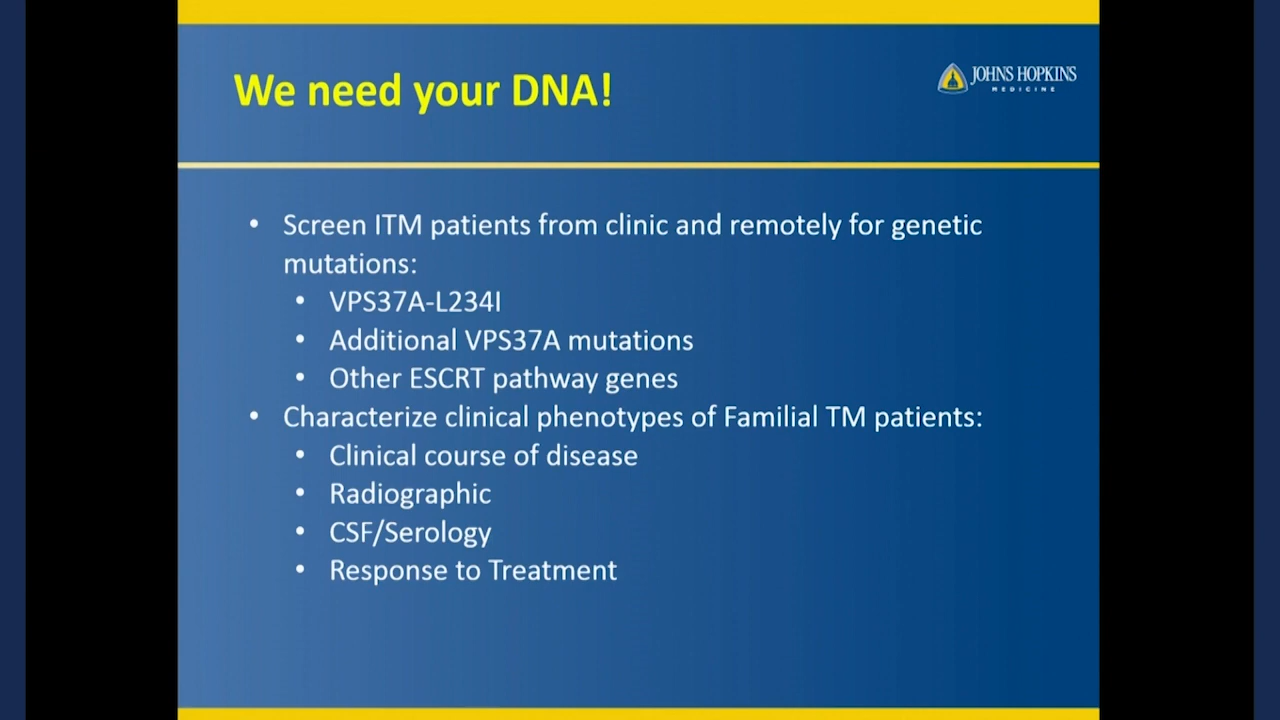 We need your DNA!
JOHNS HOPKINS
MEDICINE
• Screen ITM patients from clinic and remotely for genetic
mutations:
• VPS37A-L234I
• Additional VPS37A mutations
• Other ESCRT pathway genes
• Characterize clinical phenotypes of Familial TM patients:
• Clinical course of disease
• Radiographic
• CSF/Serology
• Response to Treatment